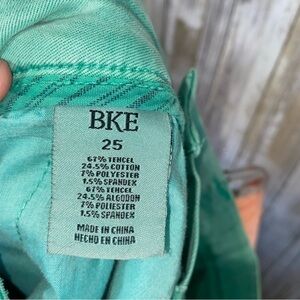 BKE
25
67% TENCEL
24.5% COTTON
7% POLYESTER
1.5% SPANDEX
67% TENCEL
24.5% ALGODON
7% POLIESTER
1.5% SPANDEX
MADE IN CHINA
HECHO EN CHINA